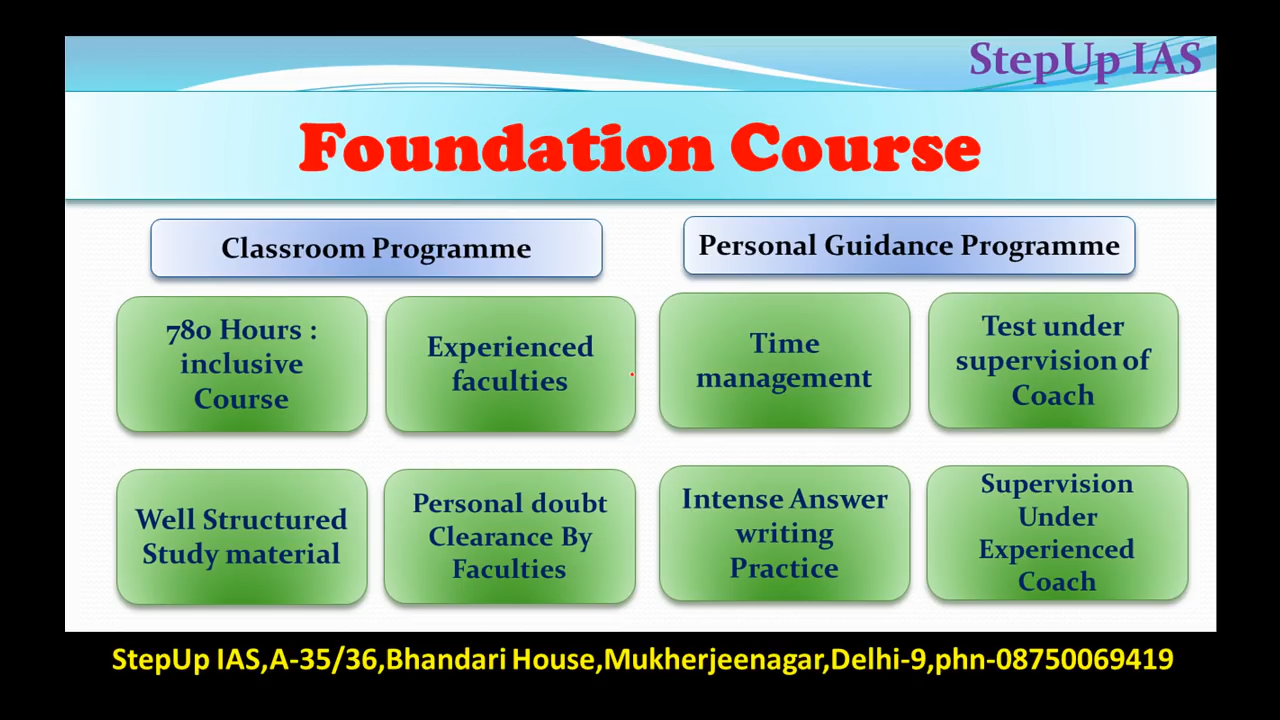 StepUp IAS
Foundation Course
Classroom Programme
780 Hours :
inclusive
Course
Experienced
faculties
Well Structured
Study material
Personal doubt
Clearance By
Faculties
Personal Guidance Programme
Time
management
Test under
supervision of
Coach
Intense Answer
writing
Practice
Supervision
Under
Experienced
Coach
StepUp IAS,A-35/36,Bhandari House,Mukherjeenagar,Delhi-9,phn-08750069419